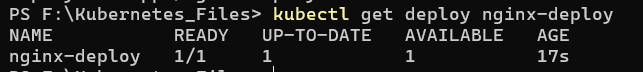 PS F:\Kubernetes_Files> kubectl get deploy nginx-deploy
NAME READY UP-TO-DATE AVAILABLE AGE
nginx-deploy 1/1 1 1 17s